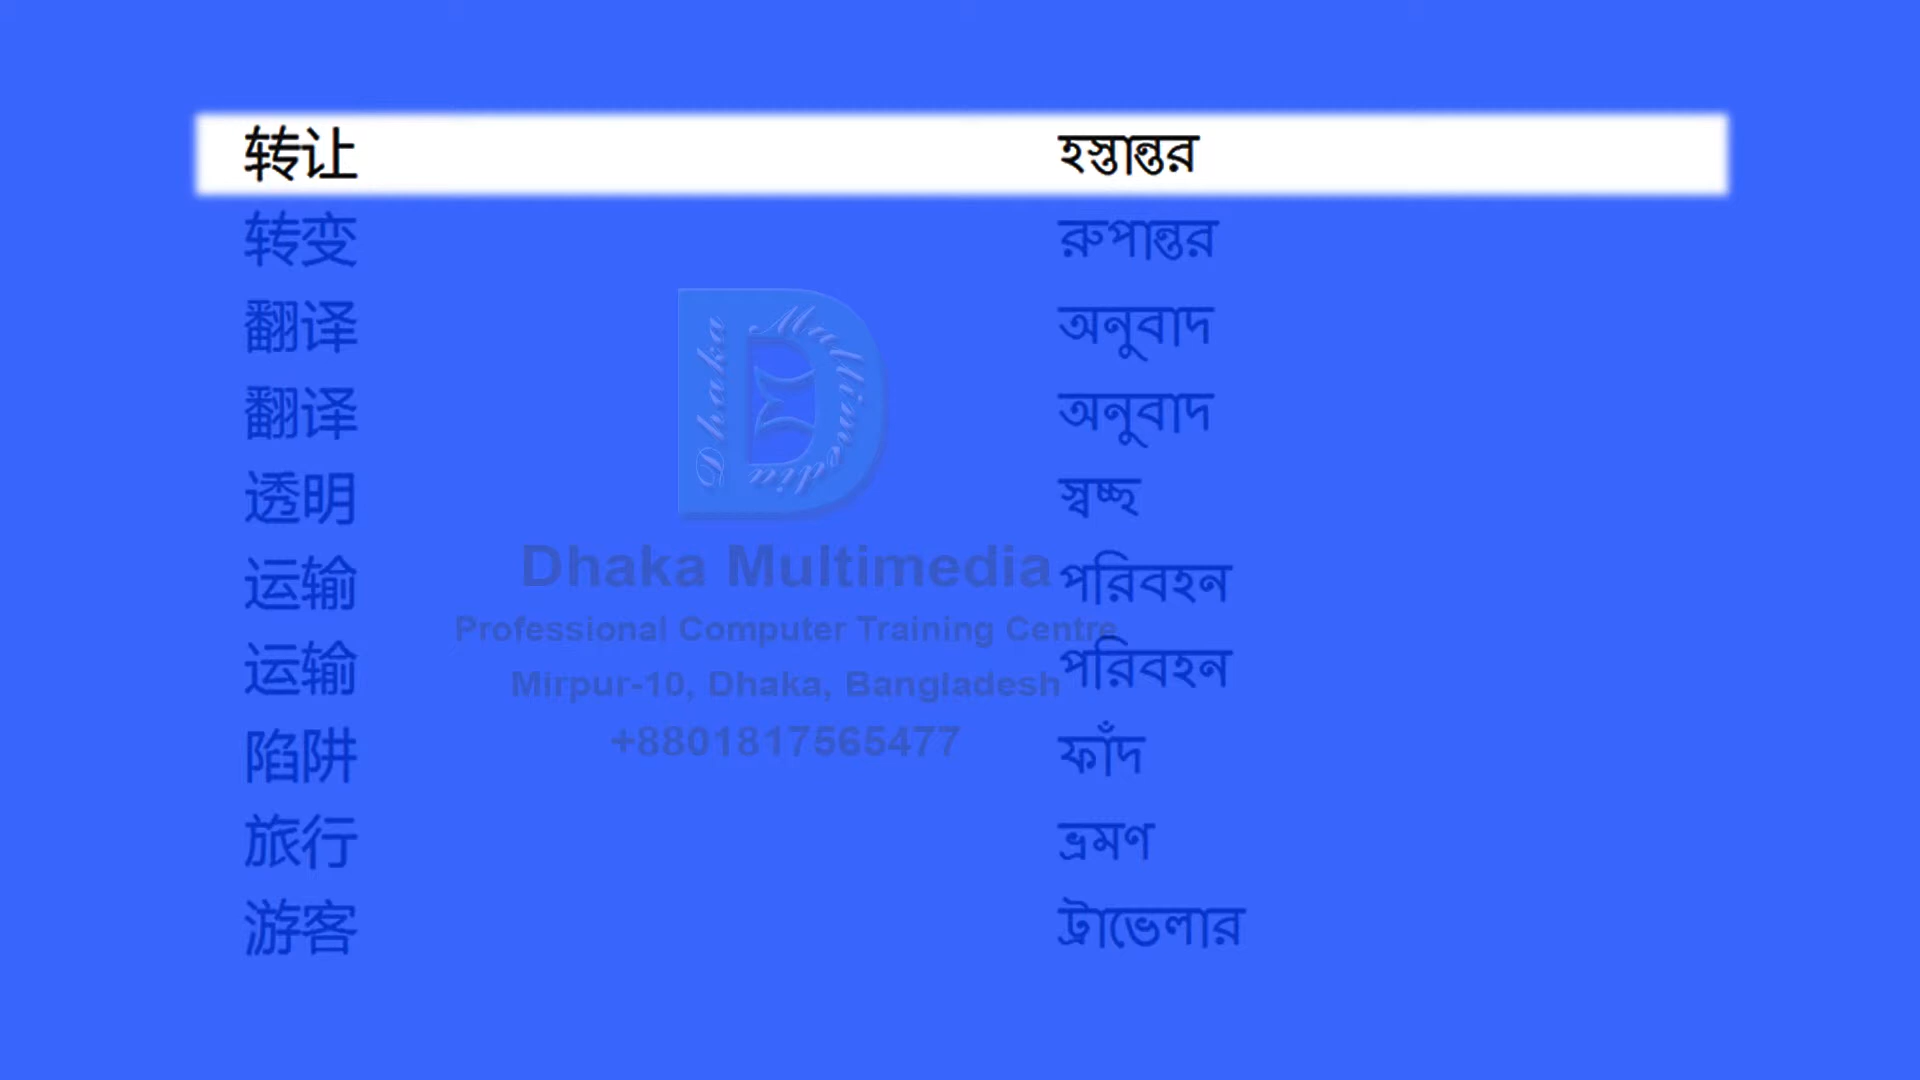 转让 হস্তান্তর
转变 রুপান্তর
翻译 অনুবাদ
翻译 অনুবাদ
透明 স্বচ্ছ
运输 পরিবহন
运输 পরিবহন
陷阱 ফাঁদ
旅行 ভ্রমণ
游客 ট্রাভেলার
Dhaka Multimedia
Dhaka Multimedia
Professional Computer Training Centre
Mirpur-10, Dhaka, Bangladesh
+8801817565477